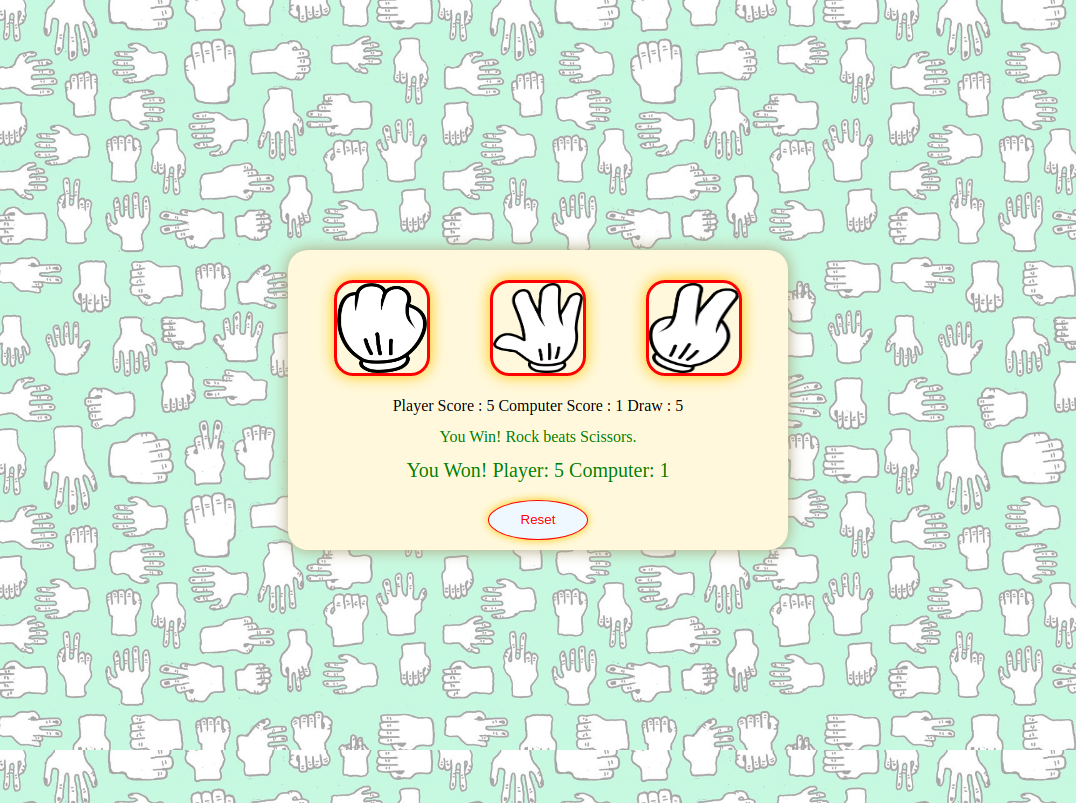 Player Score : 5 Computer Score : 1 Draw : 5
You Win! Rock beats Scissors.
You Won! Player: 5 Computer: 1
Reset